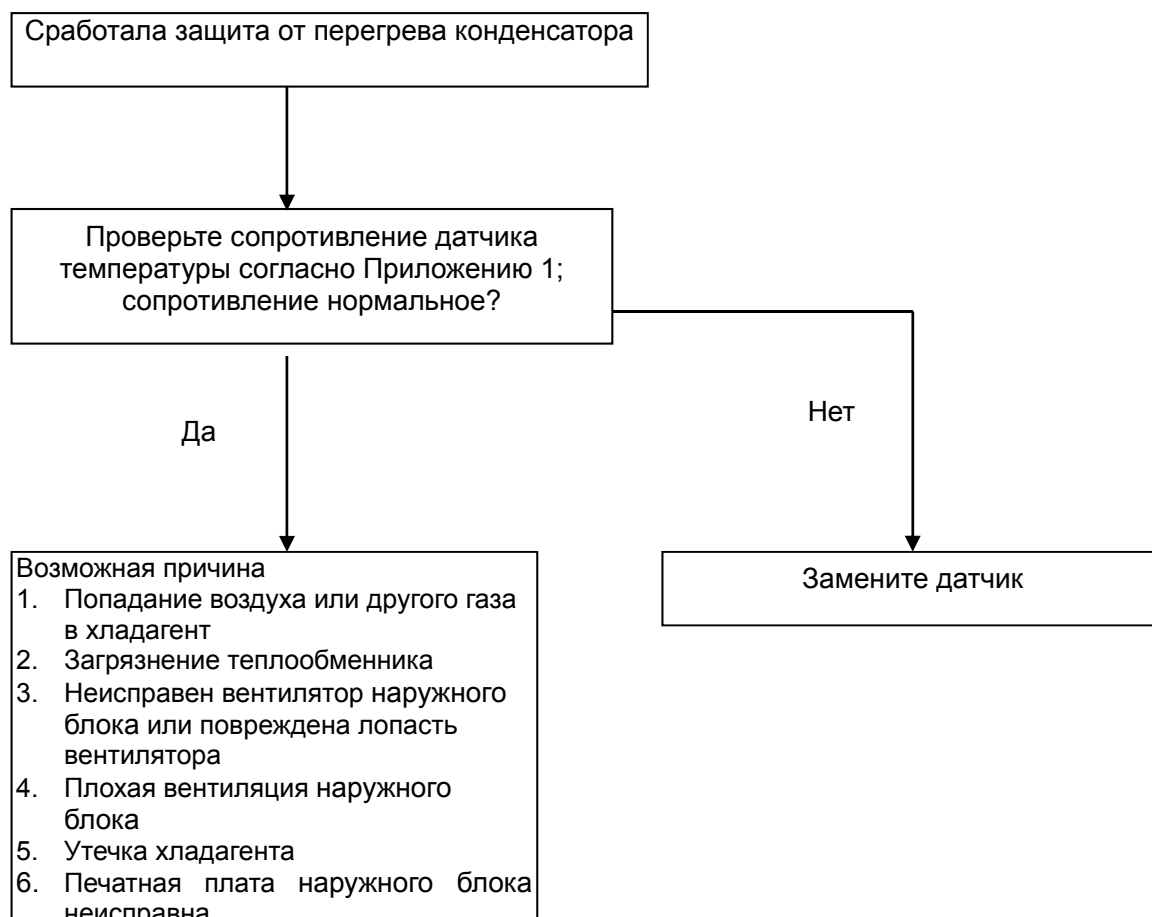 Сработала защита от перегрева конденсатора
Проверьте сопротивление датчика
температуры согласно Приложению 1;
сопротивление нормальное?
Да
Нет
Возможная причина
1. Попадание воздуха или другого газа
в хладагент
2. Загрязнение теплообменника
3. Неисправен вентилятор наружного
блока или повреждена лопасть
вентилятора
4. Плохая вентиляция наружного
блока
5. Утечка хладагента
6. Печатная плата наружного блока
неисправна
Замените датчик